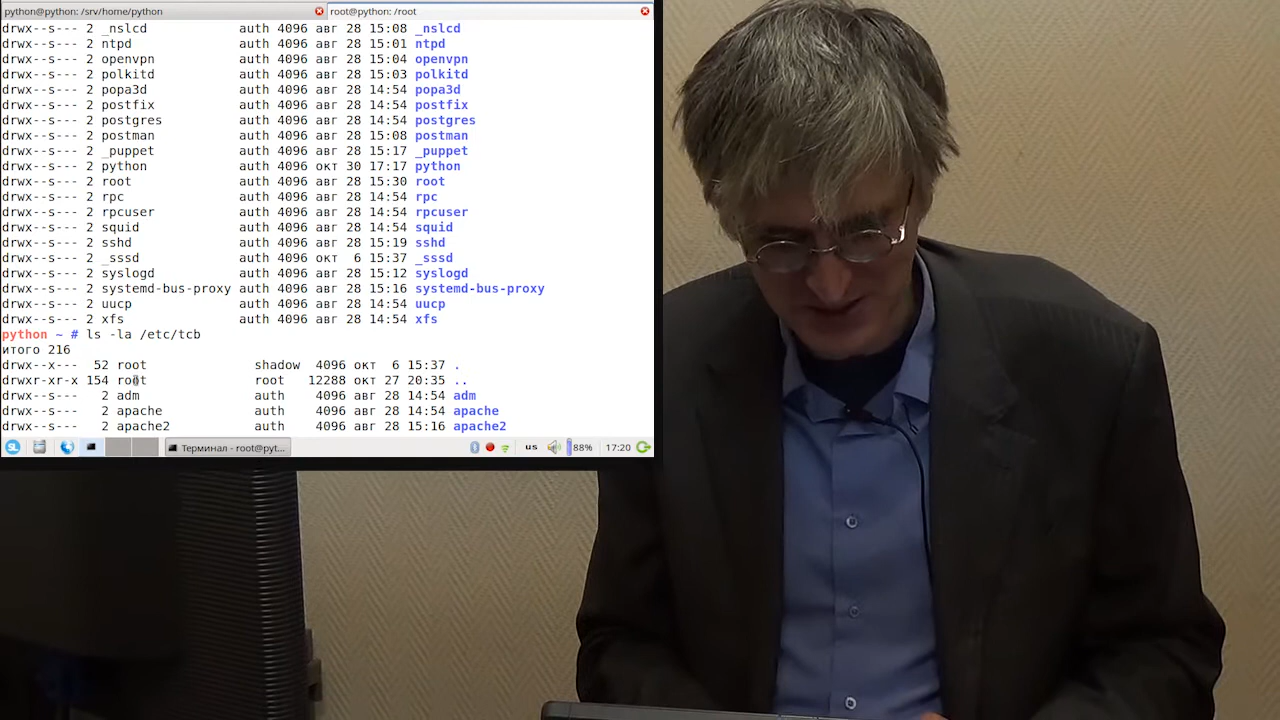 python@python: /srv/home/python root@python: /root
drwx--s--- 2 _nslcd auth 4096 авг 28 15:08 _nslcd
drwx--s--- 2 ntpd auth 4096 авг 28 15:01 ntpd
drwx--s--- 2 openvpn auth 4096 авг 28 15:04 openvpn
drwx--s--- 2 polkitd auth 4096 авг 28 15:03 polkitd
drwx--s--- 2 popa3d auth 4096 авг 28 14:54 popa3d
drwx--s--- 2 postfix auth 4096 авг 28 14:54 postfix
drwx--s--- 2 postgres auth 4096 авг 28 14:54 postgres
drwx--s--- 2 postman auth 4096 авг 28 15:08 postman
drwx--s--- 2 _puppet auth 4096 авг 28 15:17 _puppet
drwx--s--- 2 python auth 4096 окт 30 17:17 python
drwx--s--- 2 root auth 4096 авг 28 15:30 root
drwx--s--- 2 rpc auth 4096 авг 28 14:54 rpc
drwx--s--- 2 rpcuser auth 4096 авг 28 14:54 rpcuser
drwx--s--- 2 squid auth 4096 авг 28 14:54 squid
drwx--s--- 2 sshd auth 4096 авг 28 15:19 sshd
drwx--s--- 2 _sssd auth 4096 окт 6 15:37 _sssd
drwx--s--- 2 syslogd auth 4096 авг 28 15:12 syslogd
drwx--s--- 2 systemd-bus-proxy auth 4096 авг 28 15:16 systemd-bus-proxy
drwx--s--- 2 uucp auth 4096 авг 28 14:54 uucp
drwx--s--- 2 xfs auth 4096 авг 28 14:54 xfs
python ~ # ls -la /etc/tcb
итого 216
drwx--x--- 52 root shadow 4096 окт 6 15:37 .
drwxr-xr-x 154 root root 12288 окт 27 20:35 ..
drwx--s--- 2 adm auth 4096 авг 28 14:54 adm
drwx--s--- 2 apache auth 4096 авг 28 14:54 apache
drwx--s--- 2 apache2 auth 4096 авг 28 15:16 apache2
SL Терминал - root@pyt... us 88% 17:20